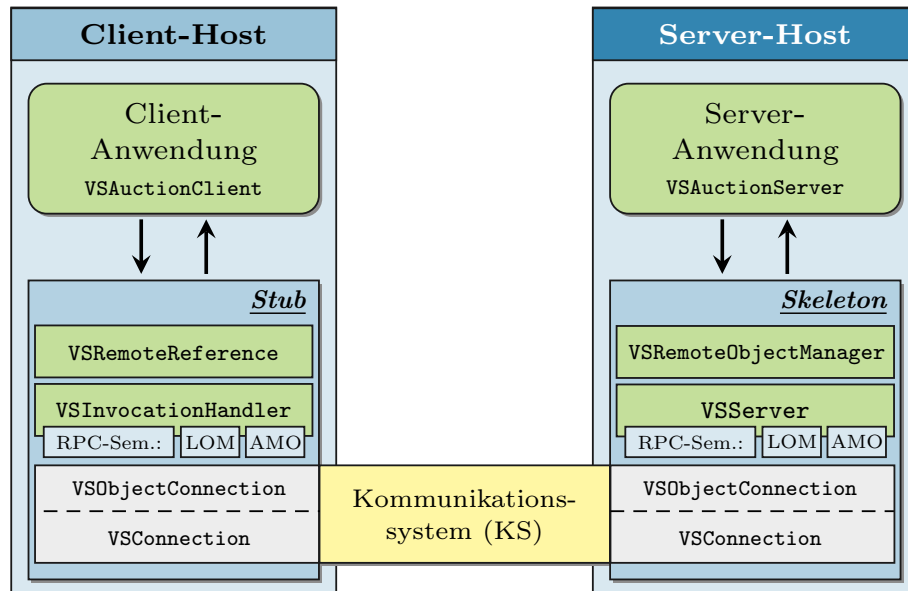 Client-Host
Client-
Anwendung
VSAuctionClient
Stub
VSRemoteReference
VSInvocationHandler
RPC-Sem.: LOM AMO
VSObjectConnection
VSConnection
Kommunikations-
system (KS)
Server-Host
Server-
Anwendung
VSAuctionServer
Skeleton
VSRemoteObjectManager
VSServer
RPC-Sem.: LOM AMO
VSObjectConnection
VSConnection